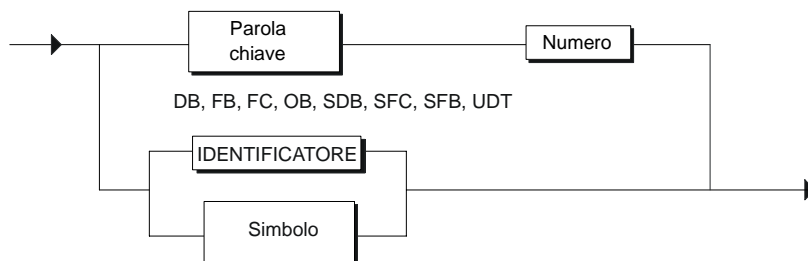 Parola
chiave
Numero
DB, FB, FC, OB, SDB, SFC, SFB, UDT
IDENTIFICATORE
Simbolo